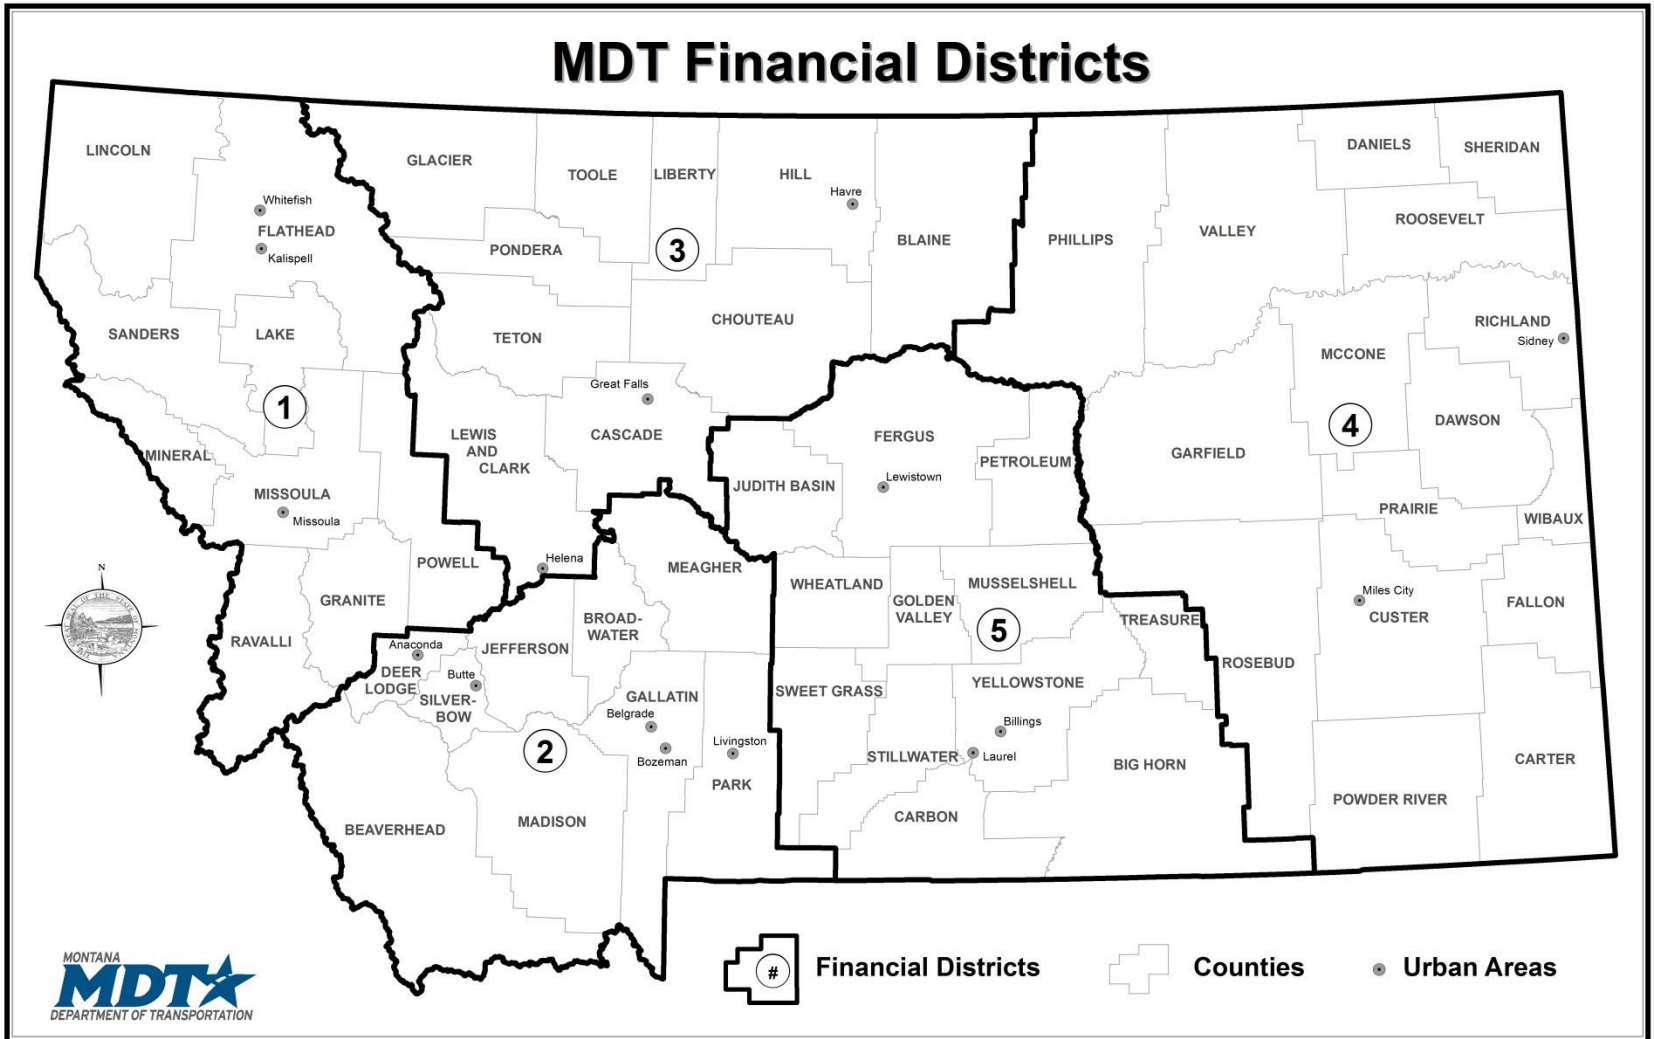 MDT Financial Districts
LINCOLN
GLACIER
TOOLE
LIBERTY
HILL
DANIELS
SHERIDAN
Havre
Whitefish
FLATHEAD
Kalispell
PONDERA
3
BLAINE
PHILLIPS
VALLEY
ROOSEVELT
SANDERS
LAKE
TETON
CHOUTEAU
RICHLAND
Sidney
MCCONE
Great Falls
1
CASCADE
LEWIS
AND
CLARK
FERGUS
4
DAWSON
MINERAL
PETROLEUM
GARFIELD
JUDITH BASIN
Lewistown
MISSOULA
Missoula
PRAIRIE
WIBAUX
N
POWELL
Helena
MEAGHER
WHEATLAND
MUSSELSHELL
GOLDEN
VALLEY
Miles City
CUSTER
FALLON
GRANITE
BROAD-
WATER
5
TREASURE
RAVALLI
Anaconda
JEFFERSON
ROSEBUD
DEER
LODGE
Butte
SILVER-
BOW
GALLATIN
Belgrade
SWEET GRASS
YELLOWSTONE
Billings
2
Bozeman
Livingston
PARK
STILLWATER
Laurel
BIG HORN
CARTER
BEAVERHEAD
MADISON
CARBON
POWDER RIVER
MONTANA
MDT
DEPARTMENT OF TRANSPORTATION
#
Financial Districts
Counties
Urban Areas